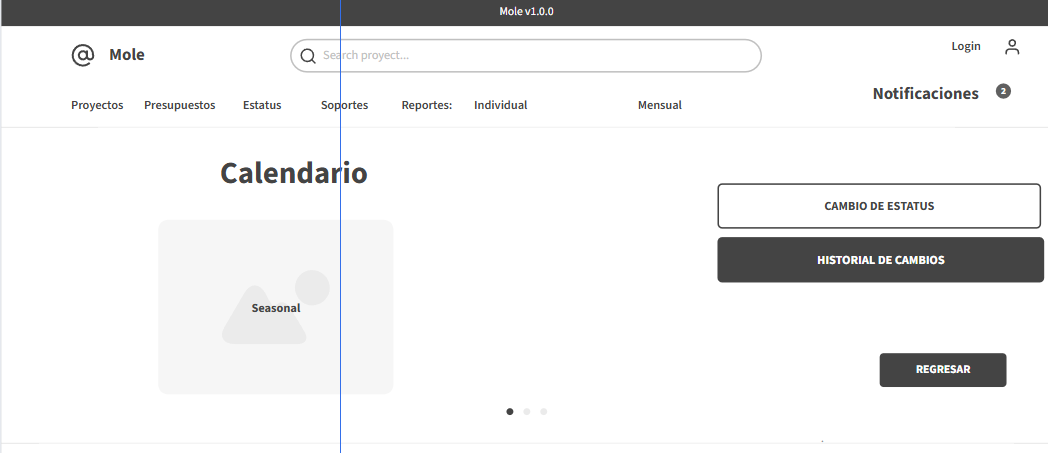 Mole v1.0.0
@ Mole
Search proyect...
Login
Notificaciones 2
Proyectos Presupuestos Estatus Soportes Reportes: Individual Mensual
Calendario
CAMBIO DE ESTATUS
HISTORIAL DE CAMBIOS
Seasonal
REGRESAR